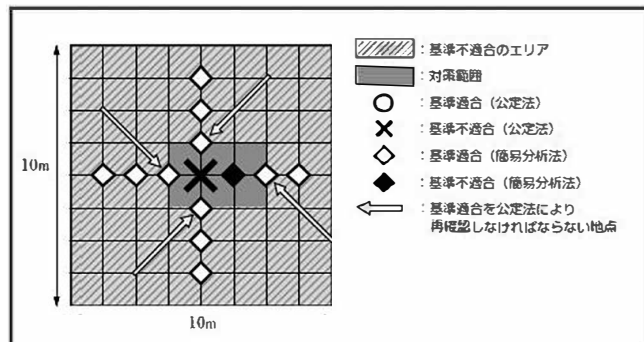 10m
10m
：基準不適合のエリア
：対策範囲
：基準適合（公定法）
：基準不適合（公定法）
：基準適合（簡易分析法）
：基準不適合（簡易分析法）
：基準適合を公定法により
再確認しなければならない地点